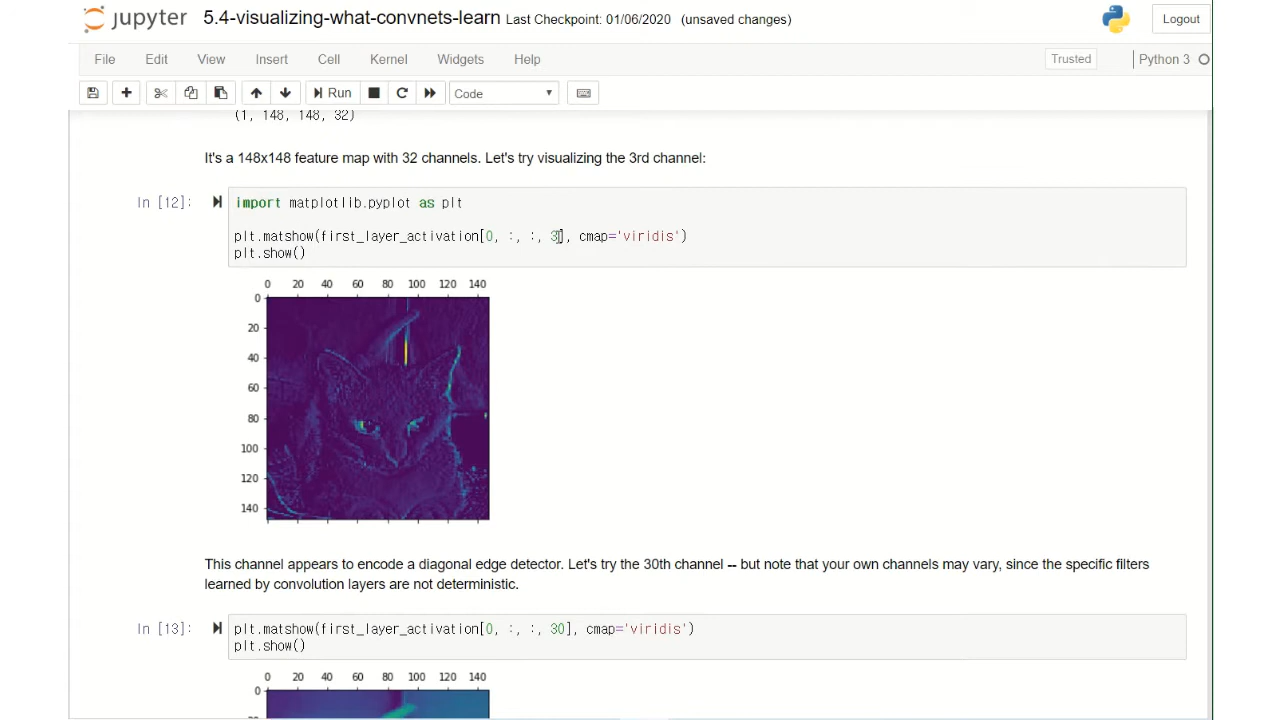 jupyter 5.4-visualizing-what-convnets-learn Last Checkpoint: 01/06/2020 (unsaved changes) Logout
File Edit View Insert Cell Kernel Widgets Help Trusted Python 3
Run Code
(1, 148, 148, 32)
It's a 148x148 feature map with 32 channels. Let's try visualizing the 3rd channel:
In [12]: import matplotlib.pyplot as plt
plt.matshow(first_layer_activation[0, :, :, 3], cmap='viridis')
plt.show()
0 20 40 60 80 100 120 140
0
20
40
60
80
100
120
140
This channel appears to encode a diagonal edge detector. Let's try the 30th channel -- but note that your own channels may vary, since the specific filters
learned by convolution layers are not deterministic.
In [13]: plt.matshow(first_layer_activation[0, :, :, 30], cmap='viridis')
plt.show()
0 20 40 60 80 100 120 140
0